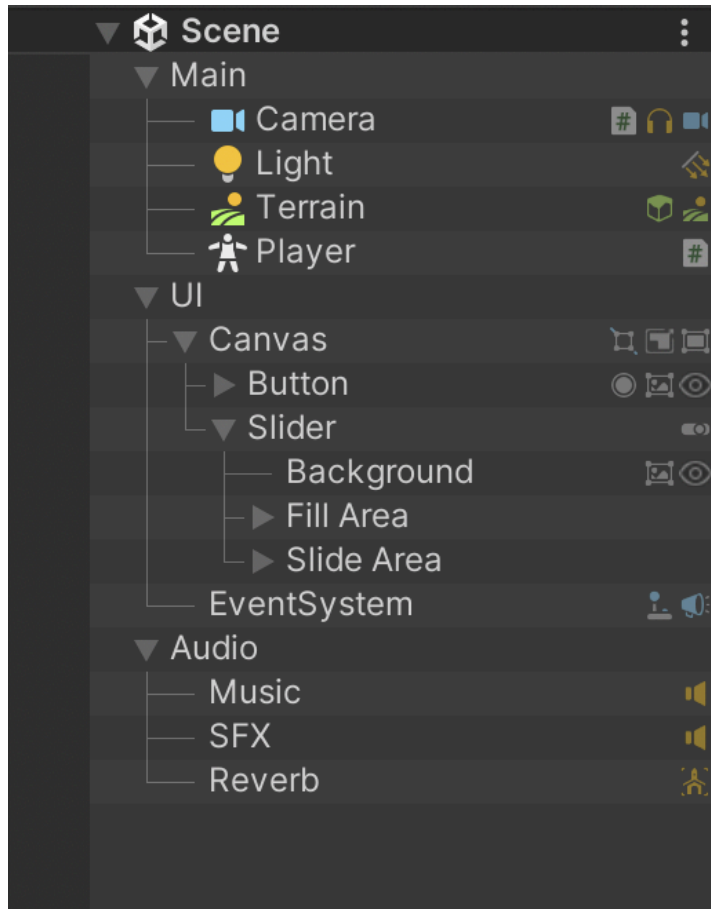 Scene
Main
Camera
Light
Terrain
Player
UI
Canvas
Button
Slider
Background
Fill Area
Slide Area
EventSystem
Audio
Music
SFX
Reverb